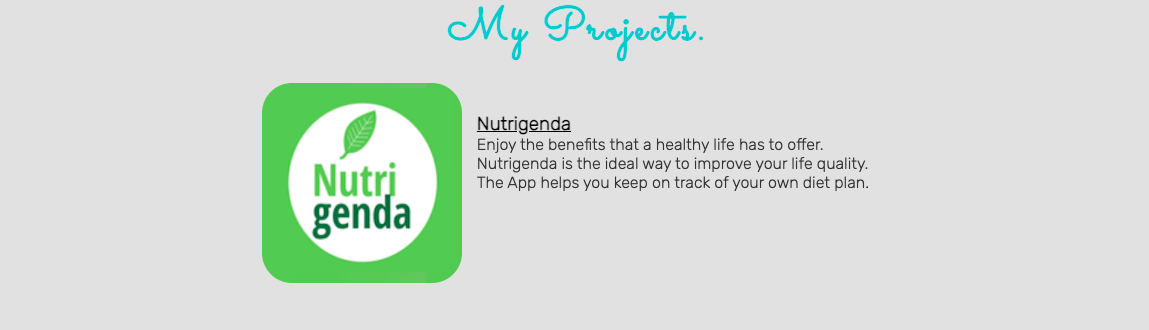 My Projects.
Nutri
genda
Nutrigenda
Enjoy the benefits that a healthy life has to offer.
Nutrigenda is the ideal way to improve your life quality.
The App helps you keep on track of your own diet plan.